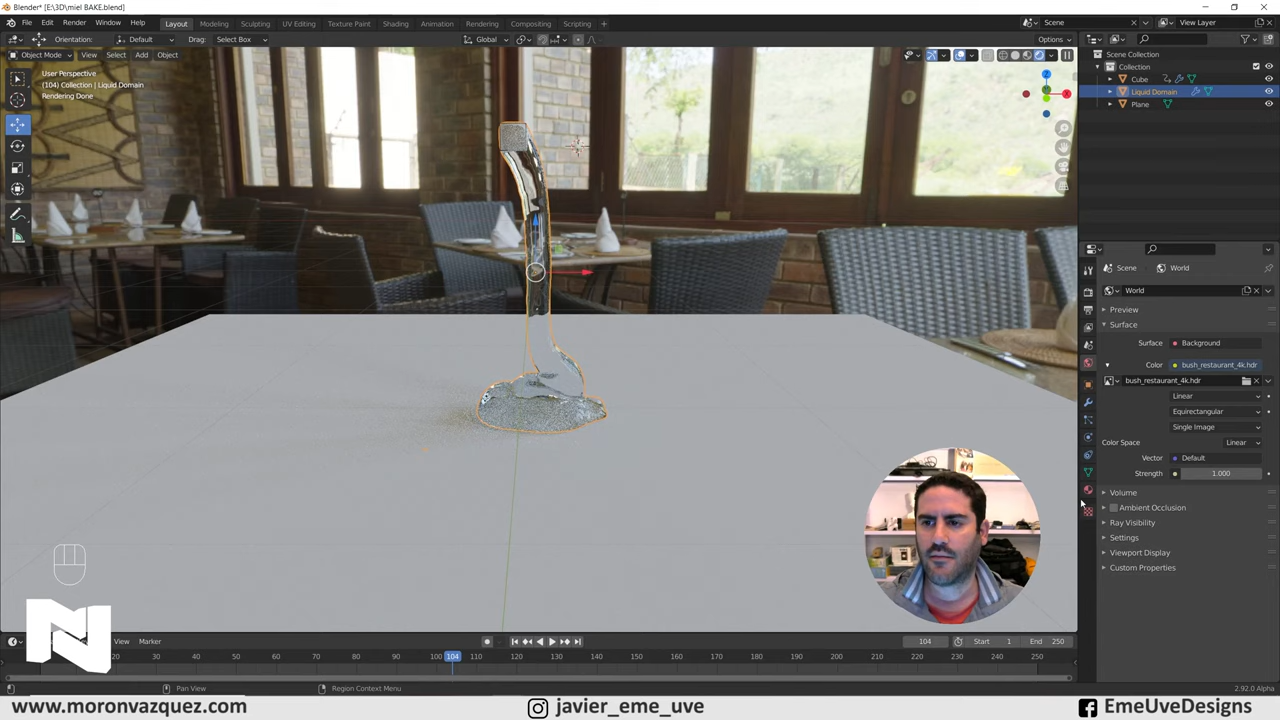 Blender* [E:\3D\miel BAKE.blend]
File Edit Render Window Help Layout Modeling Sculpting UV Editing Texture Paint Shading Animation Rendering Compositing Scripting + Scene View Layer
Orientation: Default Drag: Select Box Global Options
Object Mode View Select Add Object
User Perspective
(104) Collection | Liquid Domain
Rendering Done
Z
Y
X
Scene Collection
Collection
Cube
Liquid Domain
Plane
Scene World
World
Preview
Surface
Surface Background
Color bush_restaurant_4k.hdr
bush_restaurant_4k.hdr
Linear
Equirectangular
Single Image
Color Space Linear
Vector Default
Strength 1.000
Volume
Ambient Occlusion
Ray Visibility
Settings
Viewport Display
Custom Properties
N
View Marker 104 Start 1 End 250
20 30 40 50 60 70 80 90 100 104 110 120 130 140 150 160 170 180 190 200 210 220 230 240 250
Pan View Region Context Menu 2.92.0 Alpha
www.moronvazquez.com javier_eme_uve EmeUveDesigns